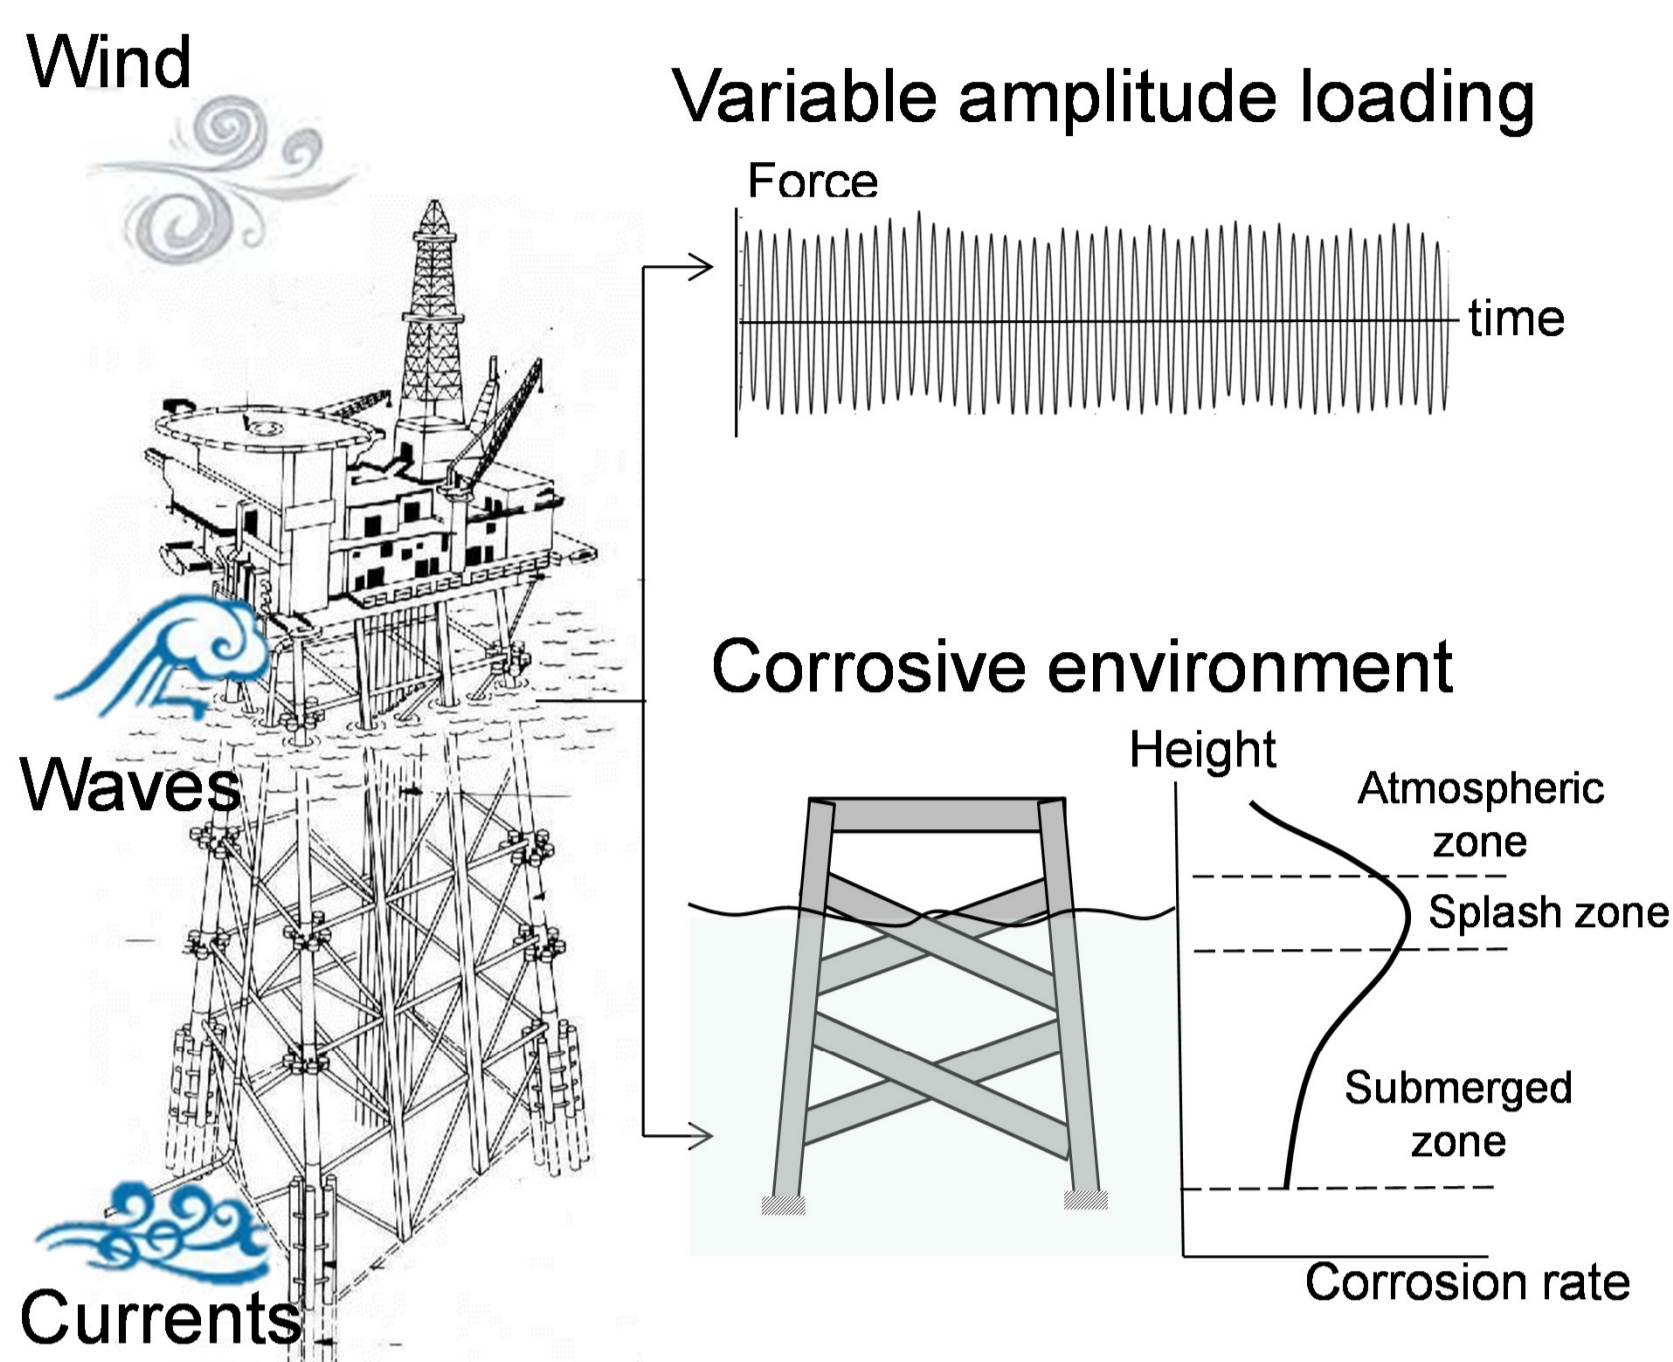 Wind
Variable amplitude loading
Force
time
Corrosive environment
Height
Waves
Atmospheric
zone
Splash zone
Submerged
zone
Corrosion rate
Currents